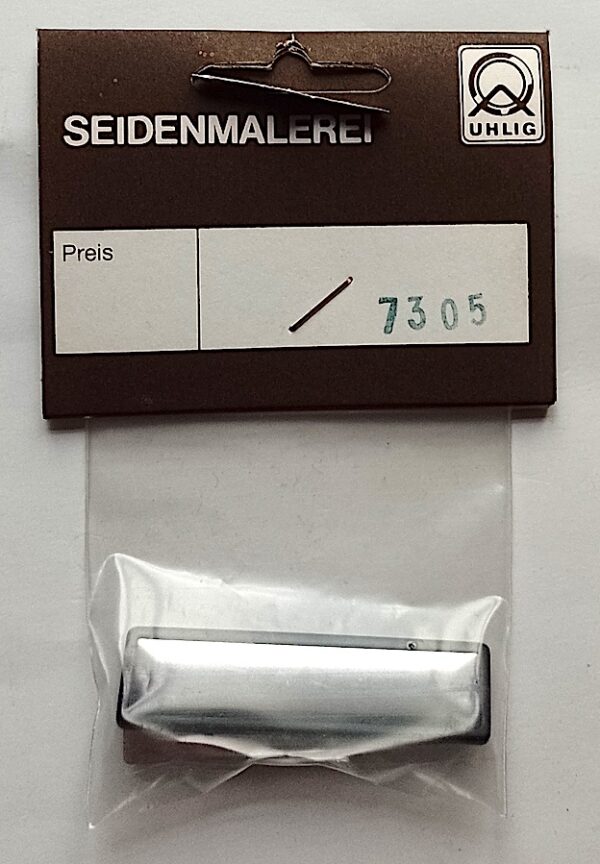 SEIDENMALEREI
UHLIG
Preis
7305